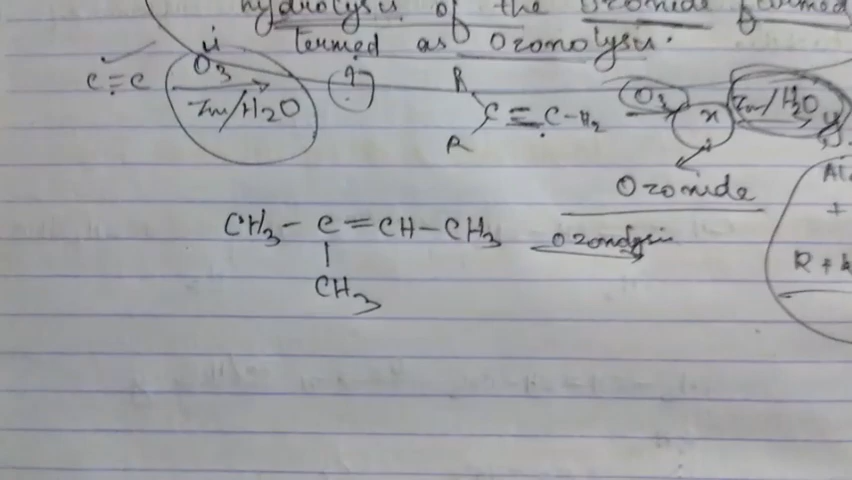 hydrolysis of the Ozonide formed
termed as Ozonolysis.
C=C O3 Zn/H2O ?
R
R C=C-H2 O3 x Zn/H2O y
Ozonide
CH3-C=CH-CH3 ozonolysis
CH3
+
R +